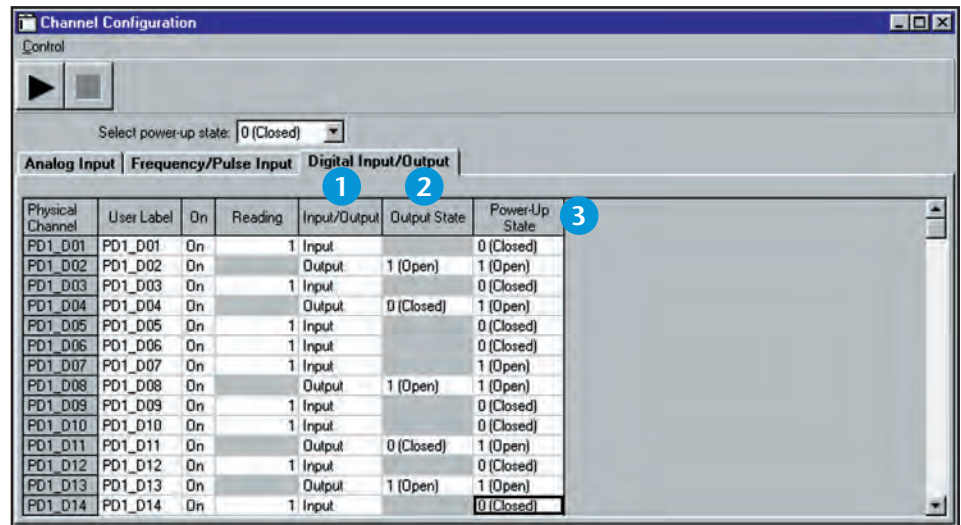 Channel Configuration
Control
Select power-up state: 0 (Closed)
Analog Input Frequency/Pulse Input Digital Input/Output
1 2
Physical Channel User Label On Reading Input/Output Output State Power-Up State 3
PD1_D01 PD1_D01 On 1 Input 0 (Closed)
PD1_D02 PD1_D02 On Output 1 (Open) 1 (Open)
PD1_D03 PD1_D03 On 1 Input 0 (Closed)
PD1_D04 PD1_D04 On Output 0 (Closed) 1 (Open)
PD1_D05 PD1_D05 On 1 Input 0 (Closed)
PD1_D06 PD1_D06 On 1 Input 0 (Closed)
PD1_D07 PD1_D07 On 1 Input 1 (Open)
PD1_D08 PD1_D08 On Output 1 (Open) 1 (Open)
PD1_D09 PD1_D09 On 1 Input 0 (Closed)
PD1_D10 PD1_D10 On 1 Input 0 (Closed)
PD1_D11 PD1_D11 On Output 0 (Closed) 1 (Open)
PD1_D12 PD1_D12 On 1 Input 0 (Closed)
PD1_D13 PD1_D13 On Output 1 (Open) 1 (Open)
PD1_D14 PD1_D14 On 1 Input 0 (Closed)